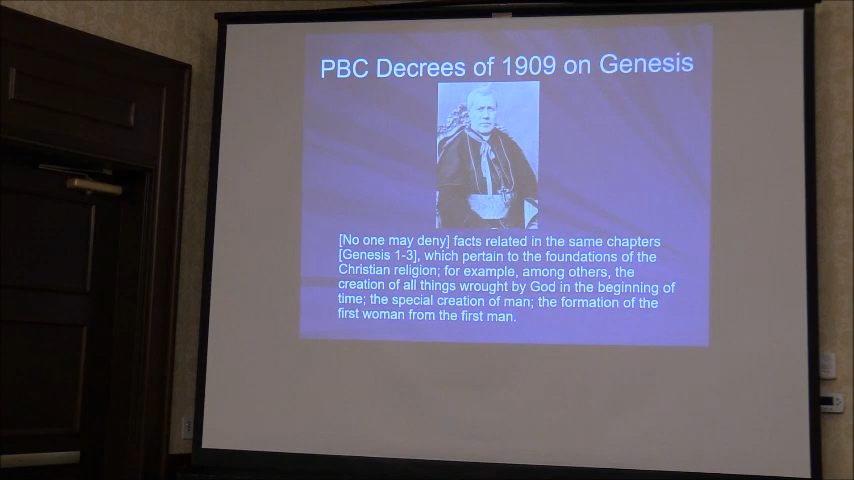 PBC Decrees of 1909 on Genesis
[No one may deny] facts related in the same chapters
[Genesis 1-3], which pertain to the foundations of the
Christian religion; for example, among others, the
creation of all things wrought by God in the beginning of
time; the special creation of man; the formation of the
first woman from the first man.